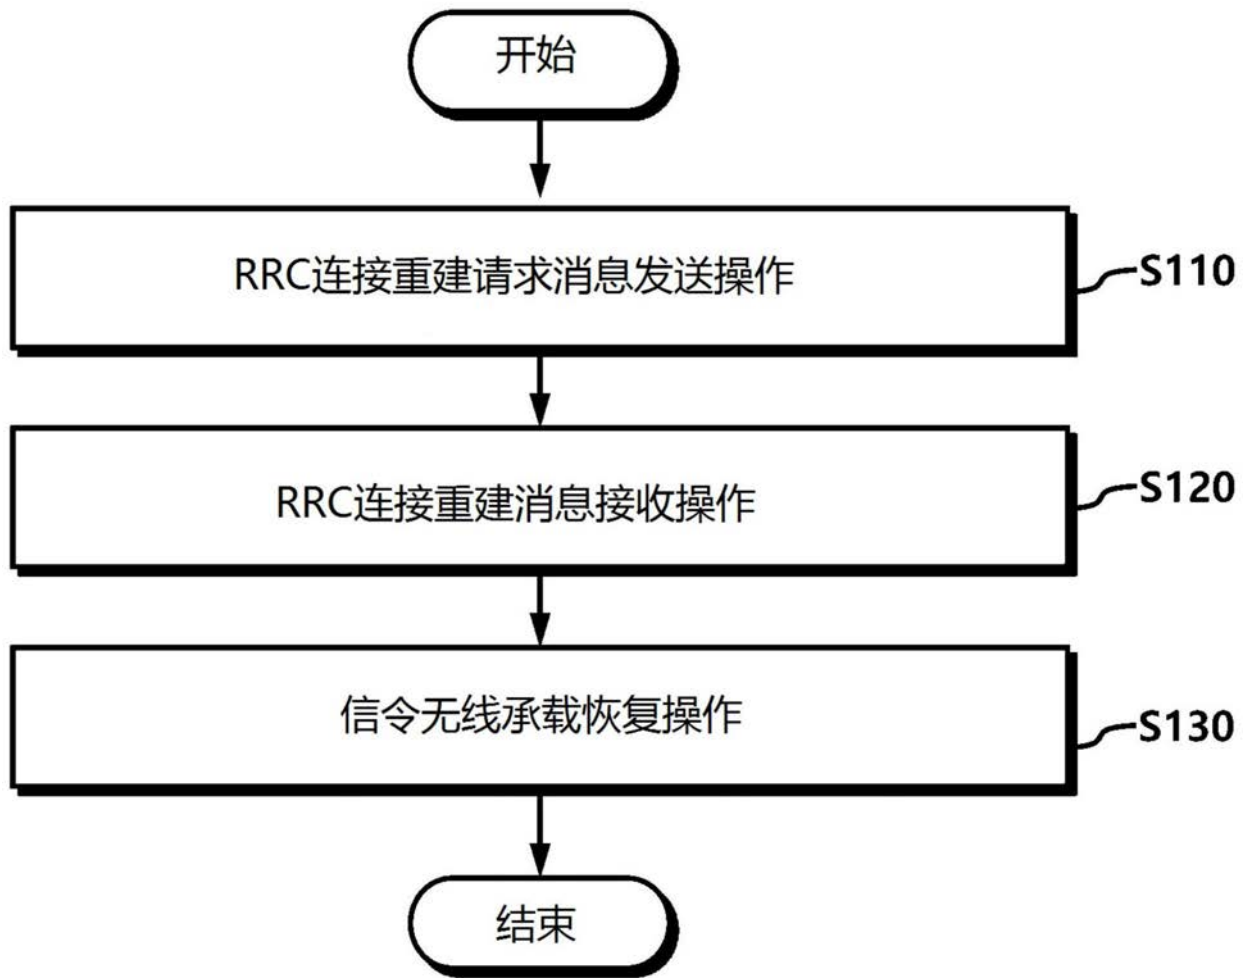 开始
RRC连接重建请求消息发送操作
S110
RRC连接重建消息接收操作
S120
信令无线承载恢复操作
S130
结束